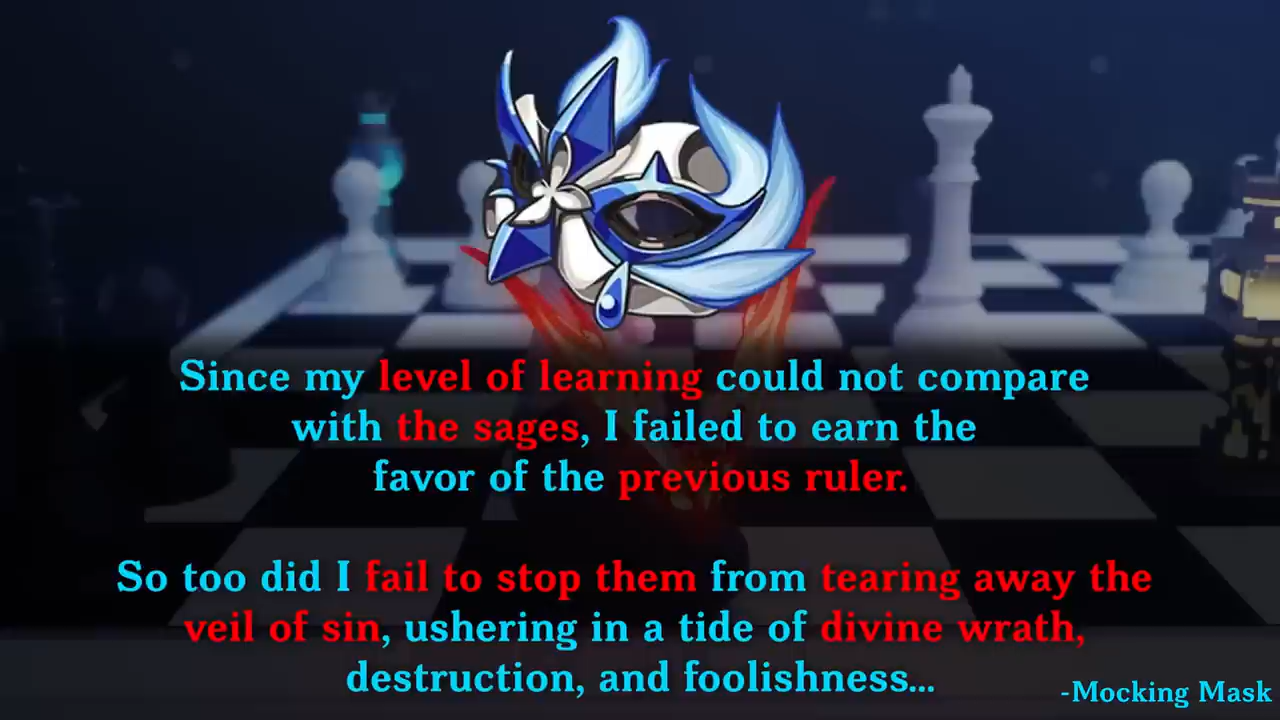 Since my level of learning could not compare
with the sages, I failed to earn the
favor of the previous ruler.
So too did I fail to stop them from tearing away the
veil of sin, ushering in a tide of divine wrath,
destruction, and foolishness...
-Mocking Mask